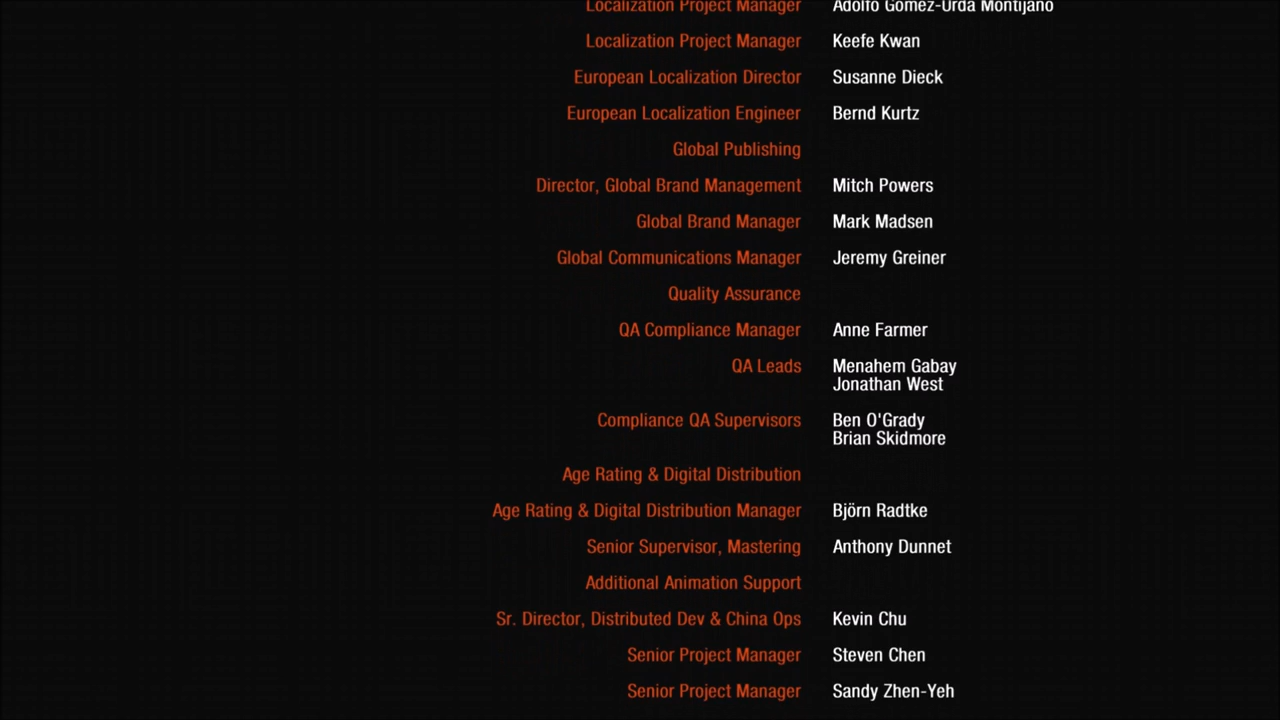 Localization Project Manager Adolfo Gomez-Urda Montijano
Localization Project Manager Keefe Kwan
European Localization Director Susanne Dieck
European Localization Engineer Bernd Kurtz
Global Publishing
Director, Global Brand Management Mitch Powers
Global Brand Manager Mark Madsen
Global Communications Manager Jeremy Greiner
Quality Assurance
QA Compliance Manager Anne Farmer
QA Leads Menahem Gabay
Jonathan West
Compliance QA Supervisors Ben O'Grady
Brian Skidmore
Age Rating & Digital Distribution
Age Rating & Digital Distribution Manager Björn Radtke
Senior Supervisor, Mastering Anthony Dunnet
Additional Animation Support
Sr. Director, Distributed Dev & China Ops Kevin Chu
Senior Project Manager Steven Chen
Senior Project Manager Sandy Zhen-Yeh